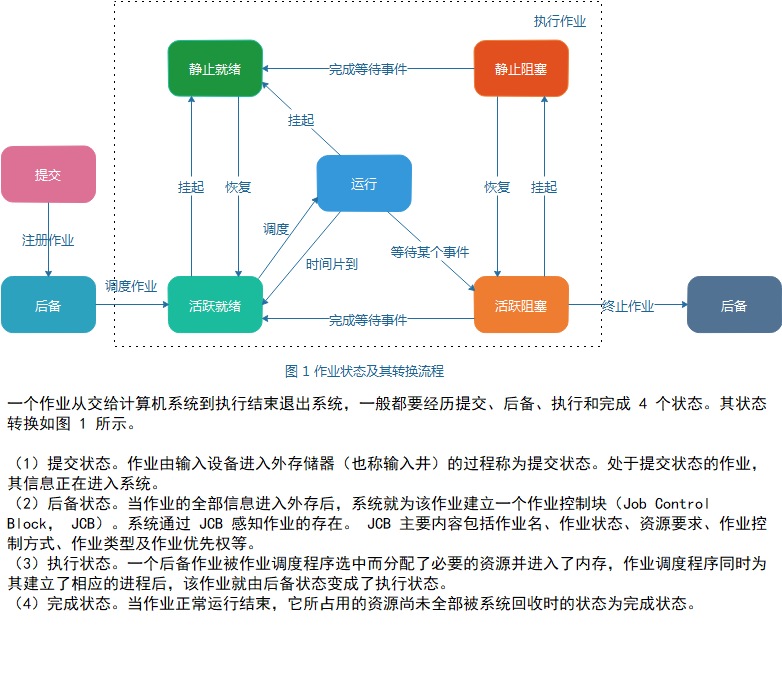 执行作业
静止就绪
完成等待事件
静止阻塞
挂起
提交
运行
挂起
恢复
恢复
挂起
调度
注册作业
等待某个事件
时间片到
调度作业
后备
活跃就绪
完成等待事件
活跃阻塞
终止作业
后备
图 1 作业状态及其转换流程
一个作业从交给计算机系统到执行结束退出系统，一般都要经历提交、后备、执行和完成 4 个状态。其状态
转换如图 1 所示。
（1）提交状态。作业由输入设备进入外存储器（也称输入井）的过程称为提交状态。处于提交状态的作业，
其信息正在进入系统。
（2）后备状态。当作业的全部信息进入外存后，系统就为该作业建立一个作业控制块（Job Control
Block， JCB）。系统通过 JCB 感知作业的存在。 JCB 主要内容包括作业名、作业状态、资源要求、作业控
制方式、作业类型及作业优先权等。
（3）执行状态。一个后备作业被作业调度程序选中而分配了必要的资源并进入了内存，作业调度程序同时为
其建立了相应的进程后，该作业就由后备状态变成了执行状态。
（4）完成状态。当作业正常运行结束，它所占用的资源尚未全部被系统回收时的状态为完成状态。